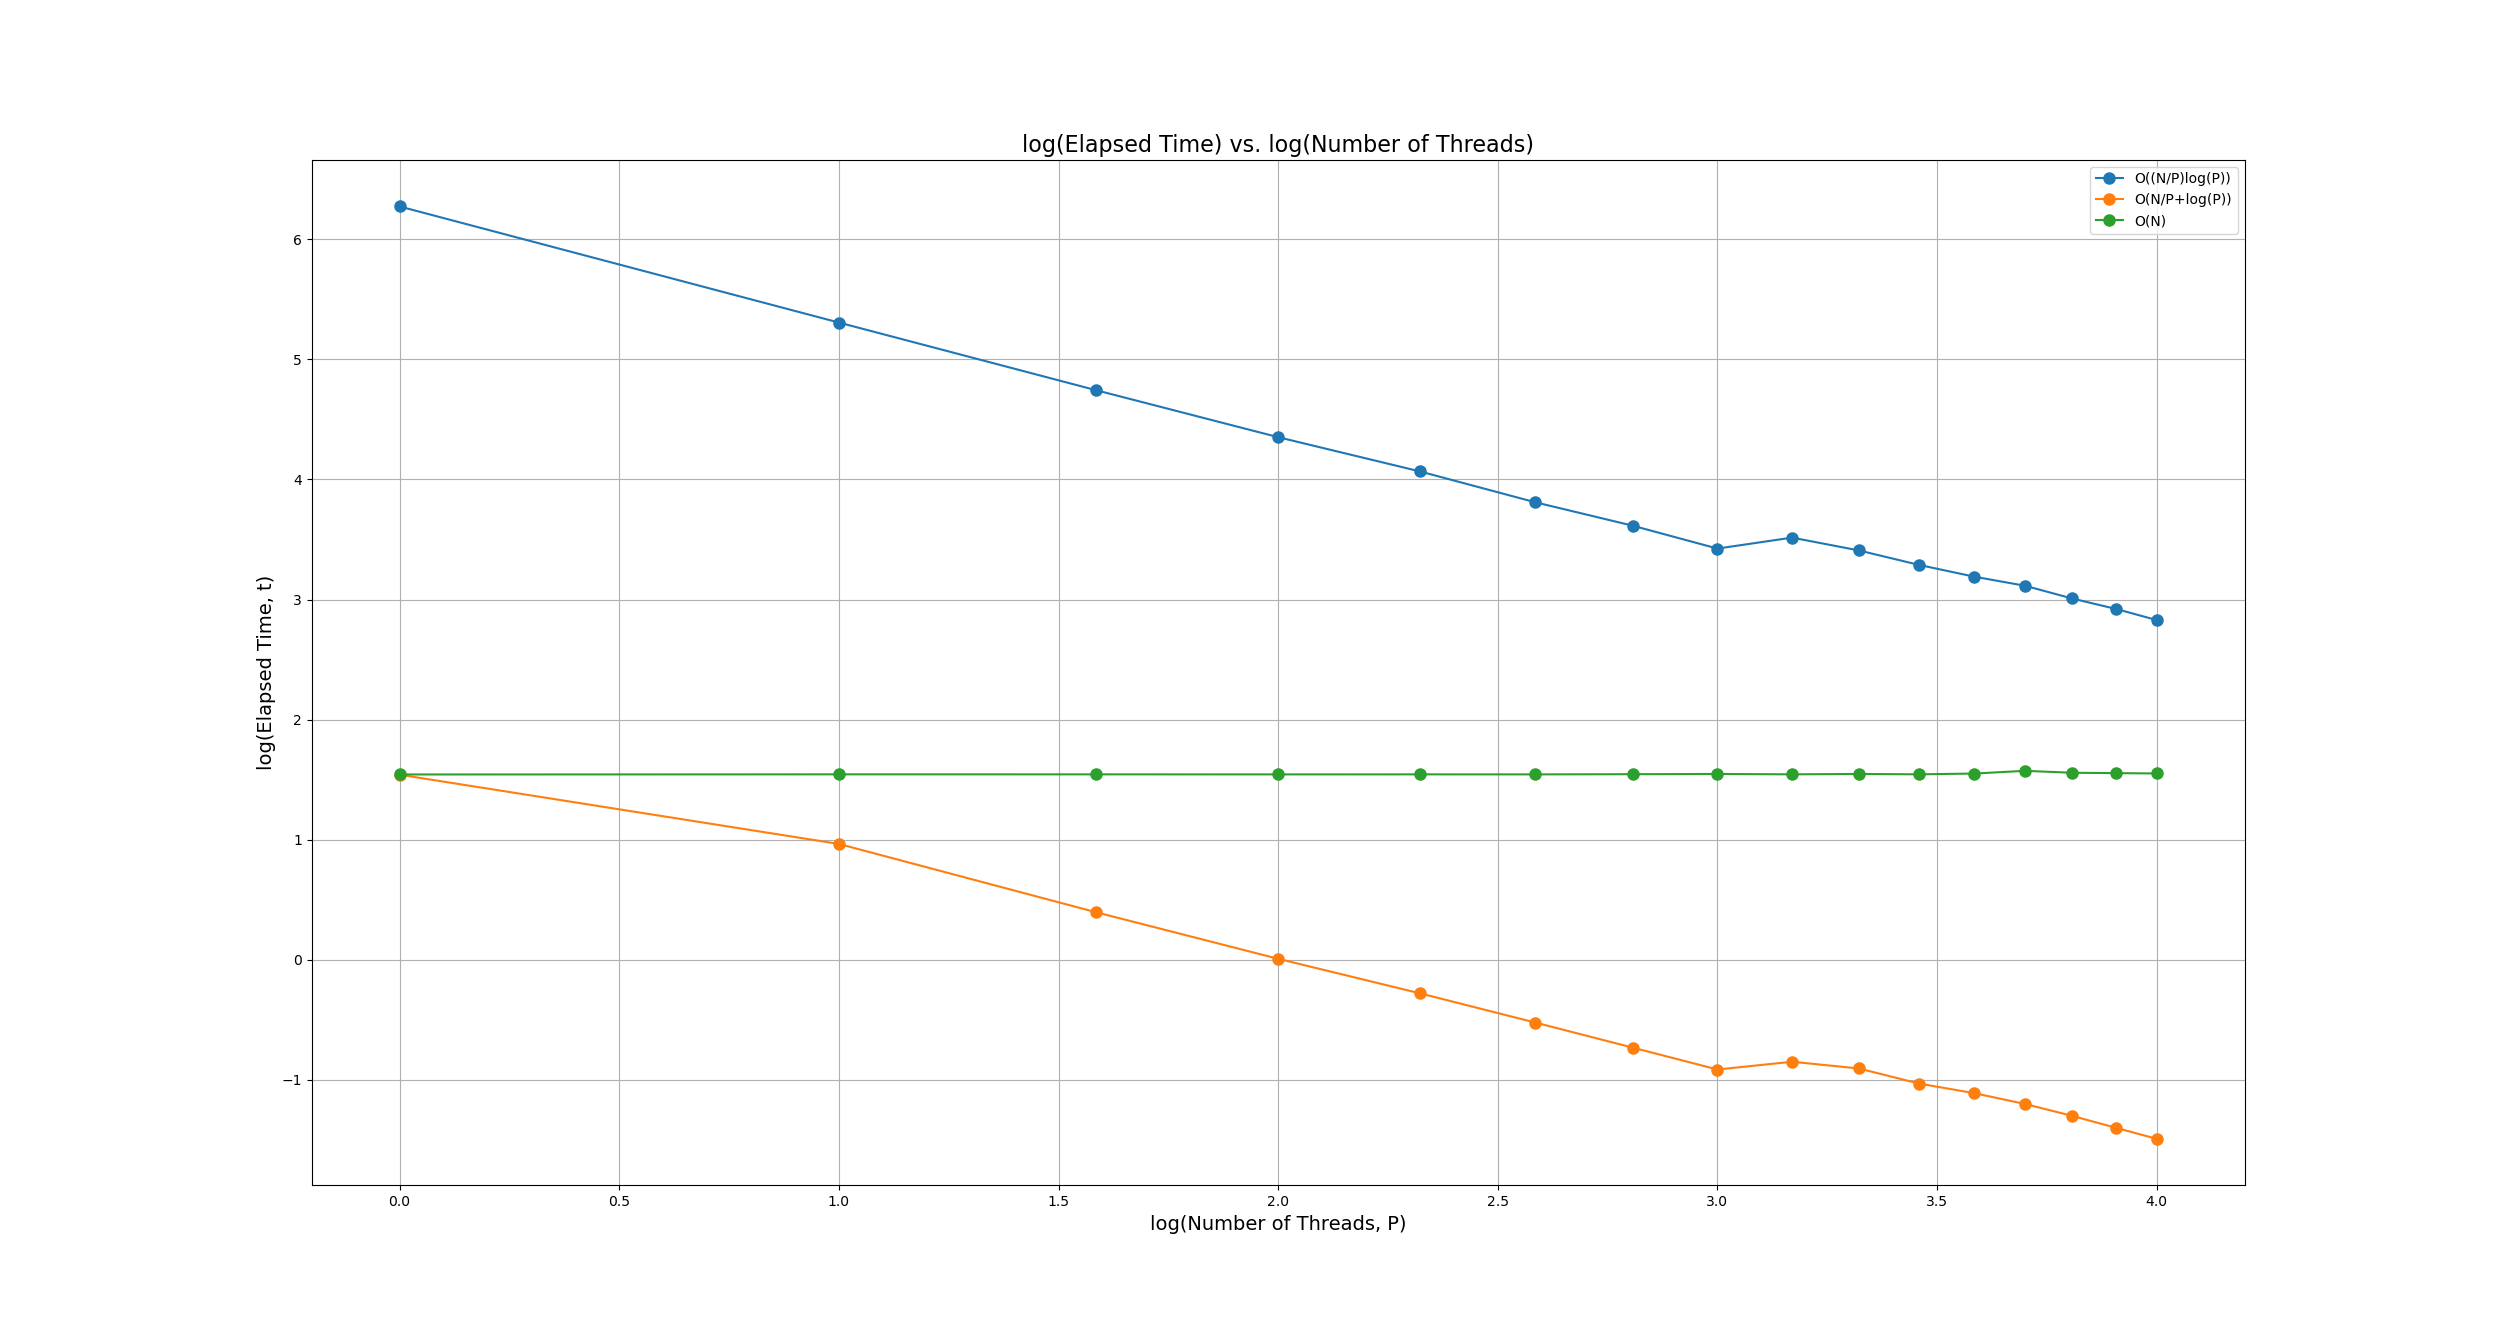 log(Elapsed Time) vs. log(Number of Threads)
O((N/P)log(P))
O(N/P+log(P))
O(N)
log(Elapsed Time, t)
6
5
4
3
2
1
0
−1
0.0
0.5
1.0
1.5
2.0
2.5
3.0
3.5
4.0
log(Number of Threads, P)